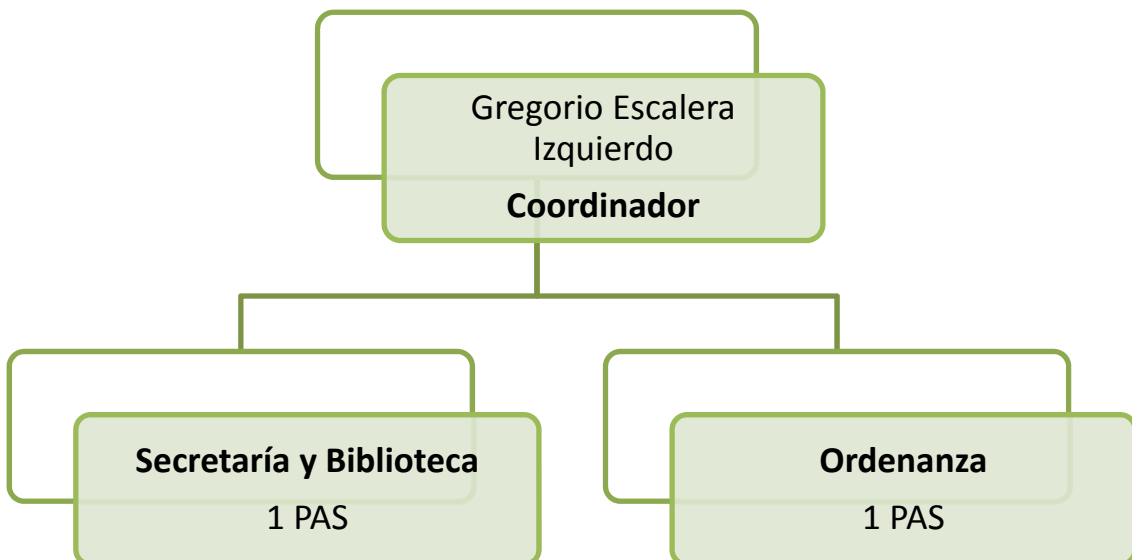 Gregorio Escalera
Izquierdo
Coordinador
Secretaría y Biblioteca
1 PAS
Ordenanza
1 PAS